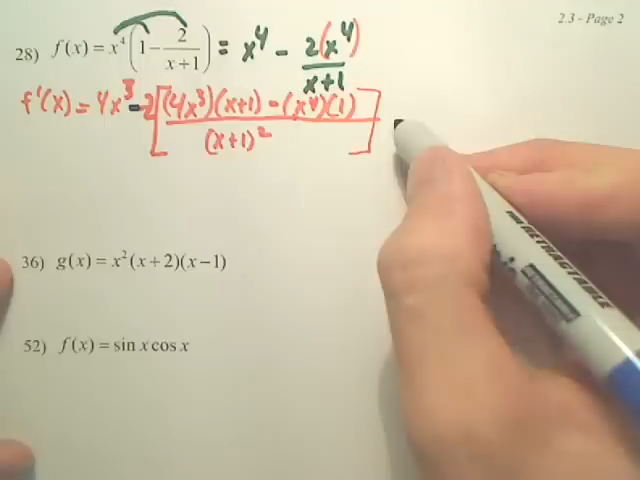 2.3 - Page 2
28) f(x) = x⁴(1 − 2/(x+1)) = x⁴ − 2(x⁴)/(x+1)
f'(x) = 4x³ − 2[((4x³)(x+1) − (x⁴)(1))/(x+1)²]
36) g(x) = x²(x+2)(x−1)
52) f(x) = sin x cos x
RETRACTABLE